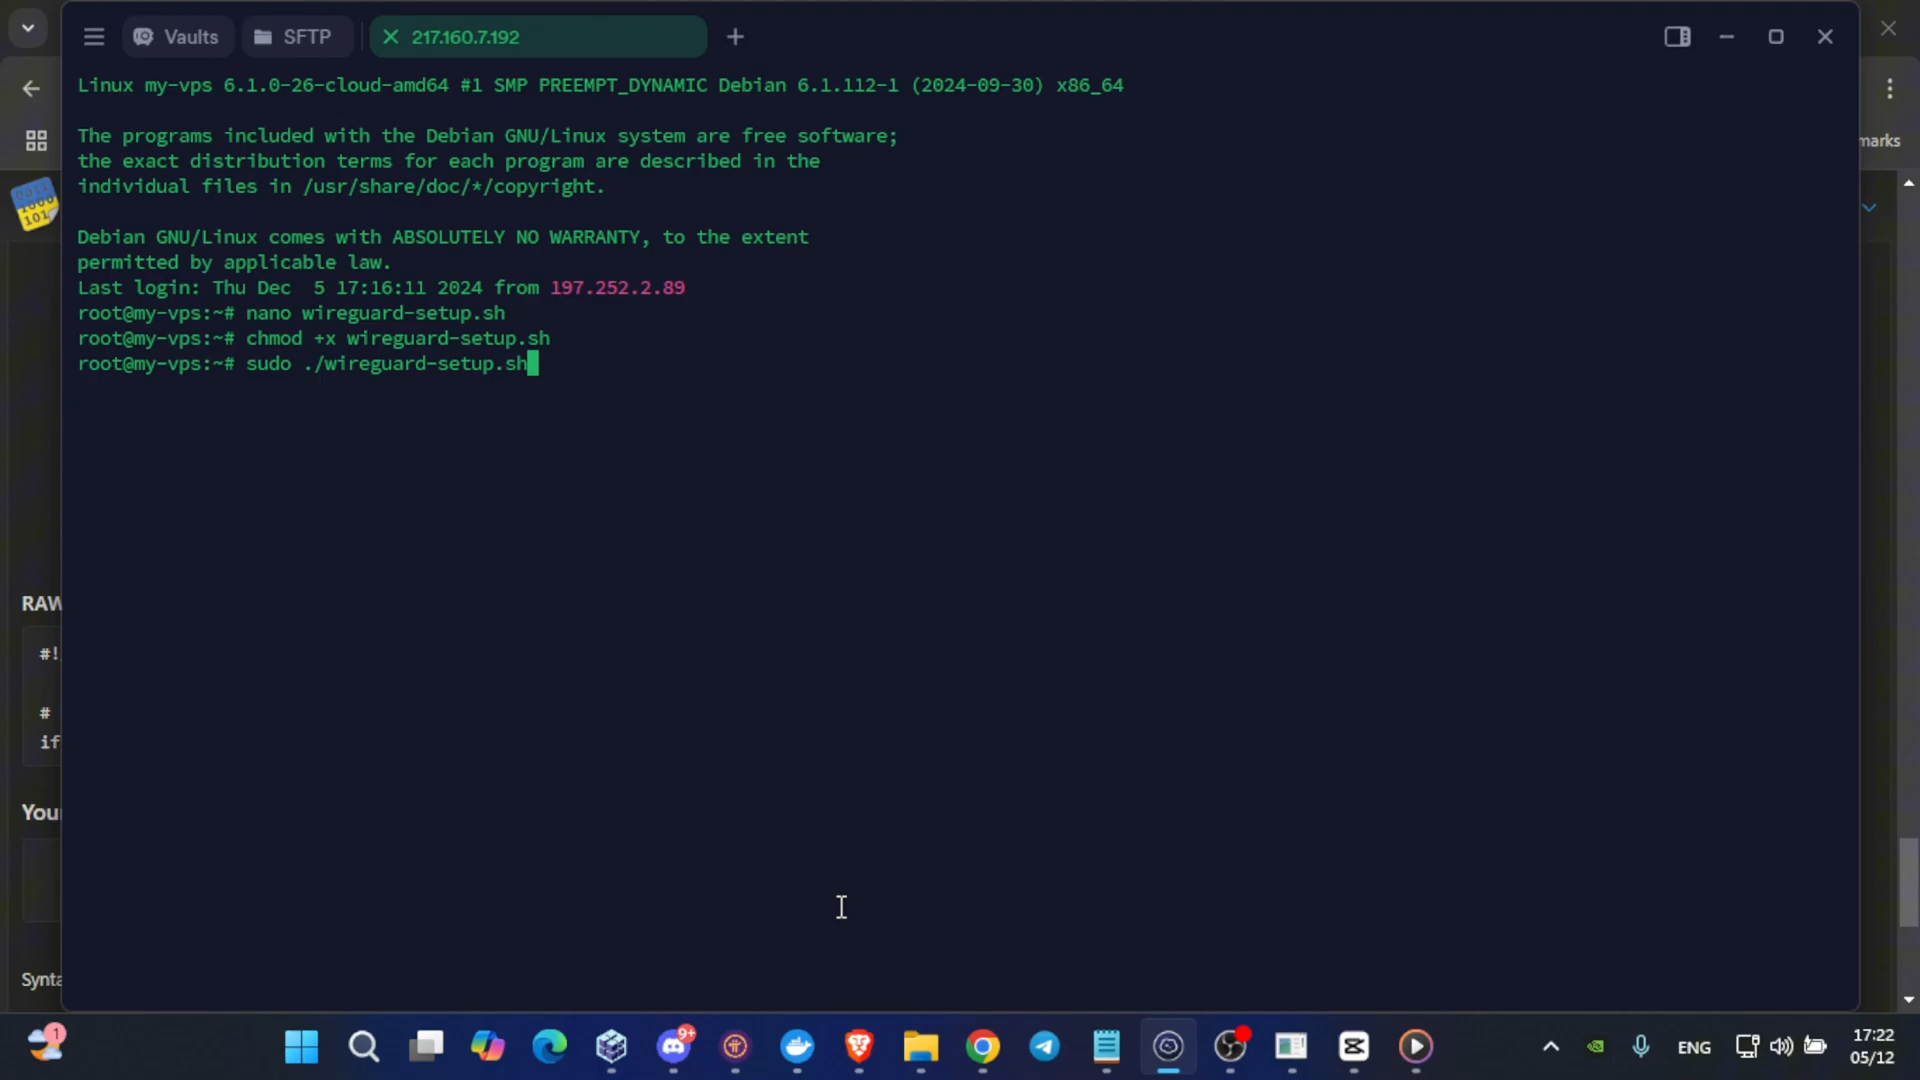 Vaults
SFTP
217.160.7.192
Linux my-vps 6.1.0-26-cloud-amd64 #1 SMP PREEMPT_DYNAMIC Debian 6.1.112-1 (2024-09-30) x86_64
The programs included with the Debian GNU/Linux system are free software;
the exact distribution terms for each program are described in the
individual files in /usr/share/doc/*/copyright.
Debian GNU/Linux comes with ABSOLUTELY NO WARRANTY, to the extent
permitted by applicable law.
Last login: Thu Dec  5 17:16:11 2024 from 197.252.2.89
root@my-vps:~# nano wireguard-setup.sh
root@my-vps:~# chmod +x wireguard-setup.sh
root@my-vps:~# sudo ./wireguard-setup.sh
marks
RAW
#!
#
if
You
Synta
1
9+
ENG
17:22
05/12